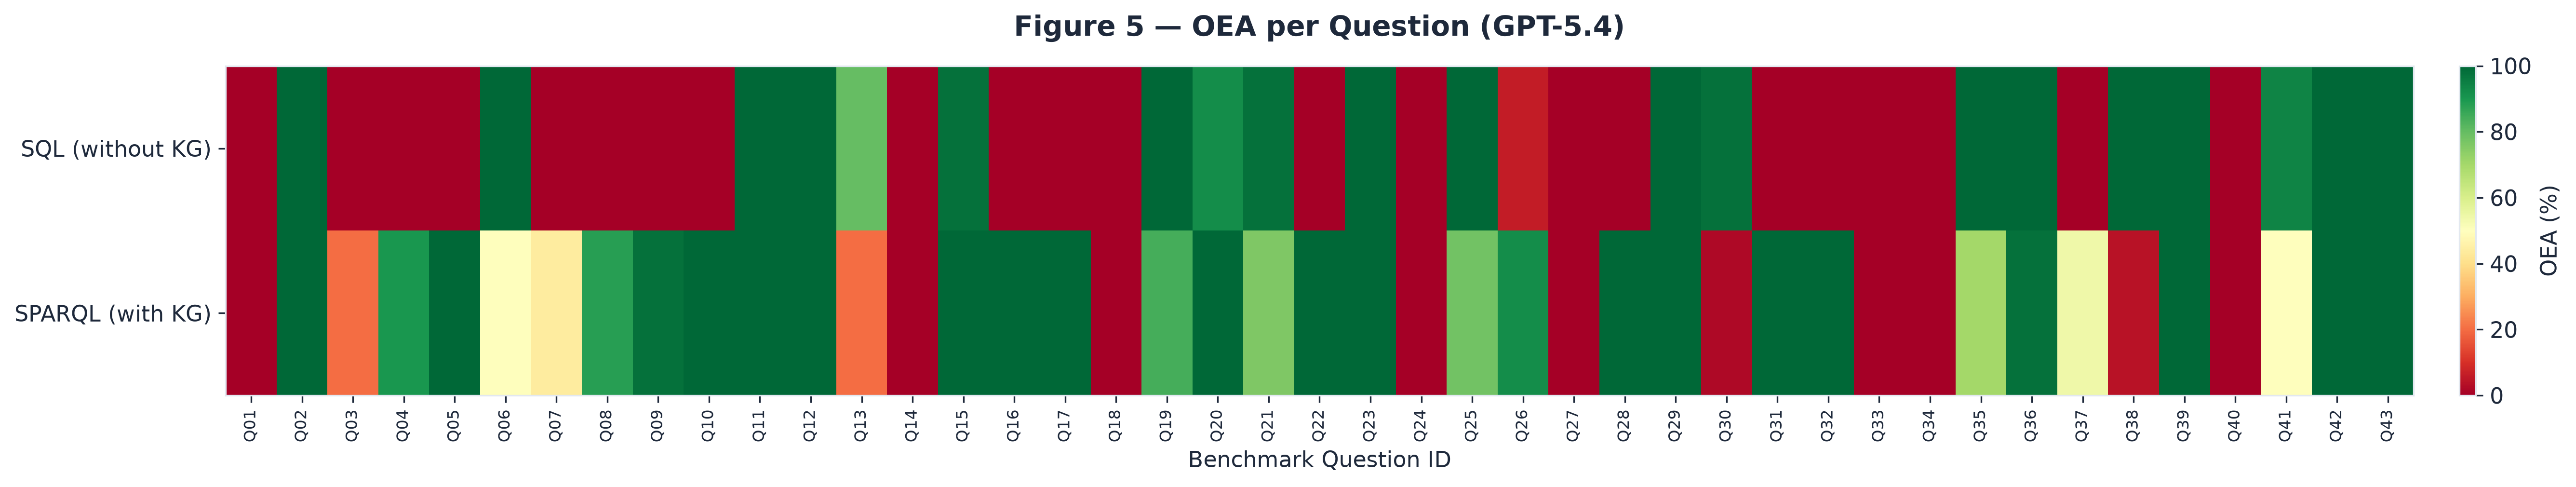 Figure 5 — OEA per Question (GPT-5.4)
SQL (without KG)
SPARQL (with KG)
Q01 Q02 Q03 Q04 Q05 Q06 Q07 Q08 Q09 Q10 Q11 Q12 Q13 Q14 Q15 Q16 Q17 Q18 Q19 Q20 Q21 Q22 Q23 Q24 Q25 Q26 Q27 Q28 Q29 Q30 Q31 Q32 Q33 Q34 Q35 Q36 Q37 Q38 Q39 Q40 Q41 Q42 Q43
Benchmark Question ID
100
80
60
40
20
0
OEA (%)